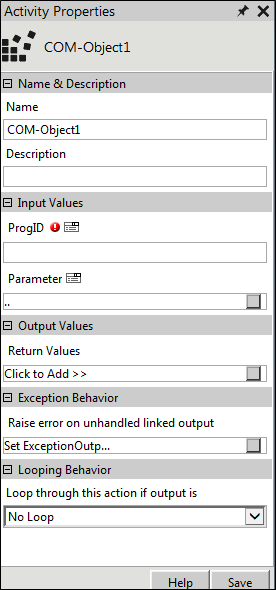 Activity Properties
COM-Object1
Name & Description
Name
COM-Object1
Description
Input Values
ProgID
Parameter
..
Output Values
Return Values
Click to Add >>
Exception Behavior
Raise error on unhandled linked output
Set ExceptionOutp...
Looping Behavior
Loop through this action if output is
No Loop
Help Save